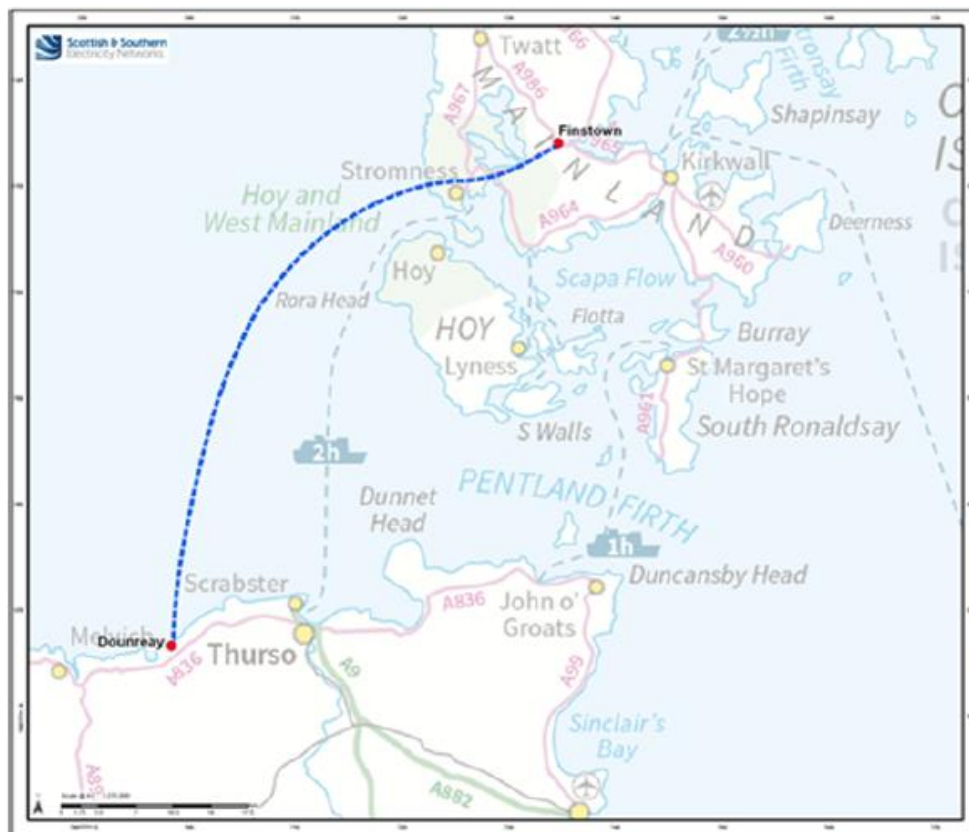 Scottish & Southern
Electricity Networks
Twatt
A986
A967
Finstown
A965
MAINLAND
Shapinsay
Kirkwall
Stromness
Hoy and
West Mainland
A964
Deerness
A960
Hoy
Rora Head
Scapa Flow
Flotta
HOY
Lyness
Burray
St Margaret's
Hope
A961
S Walls
South Ronaldsay
2h
PENTLAND FIRTH
Dunnet
Head
1h
Duncansby Head
Scrabster
A836
John o'
Groats
Dounreay
Thurso
A836
A9
A99
Sinclair's
Bay
A882